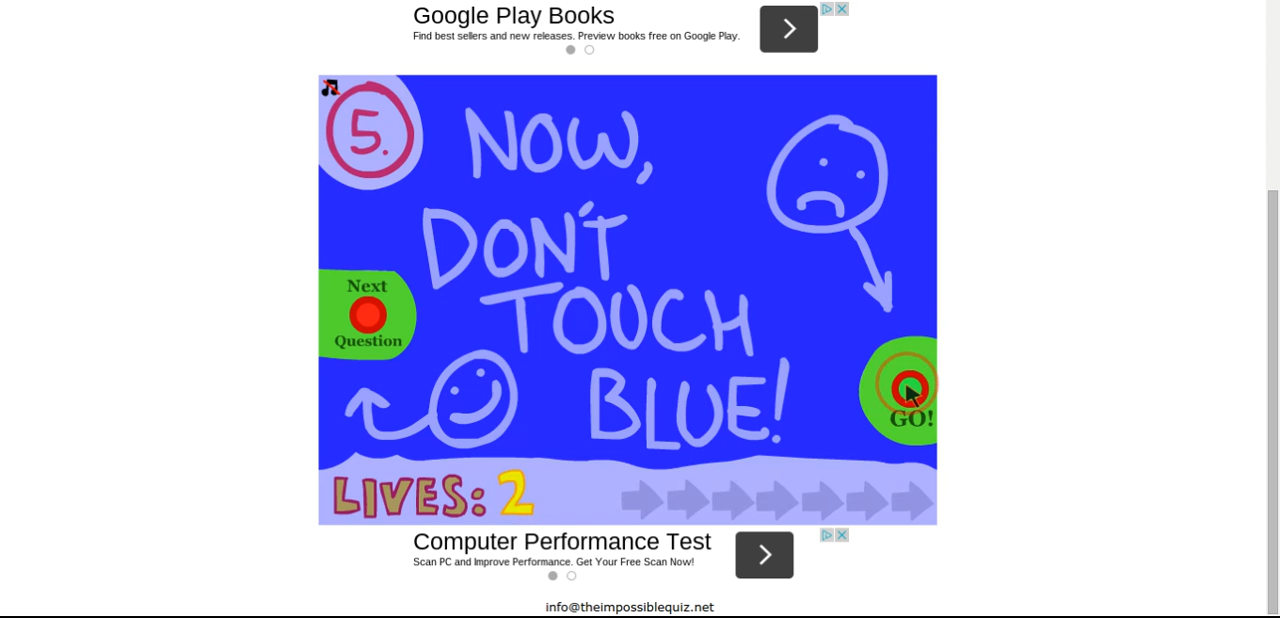 Google Play Books
Find best sellers and new releases. Preview books free on Google Play.
5.
NOW,
DON'T
TOUCH
BLUE!
Next
Question
GO!
LIVES: 2
Computer Performance Test
Scan PC and Improve Performance. Get Your Free Scan Now!
info@theimpossiblequiz.net